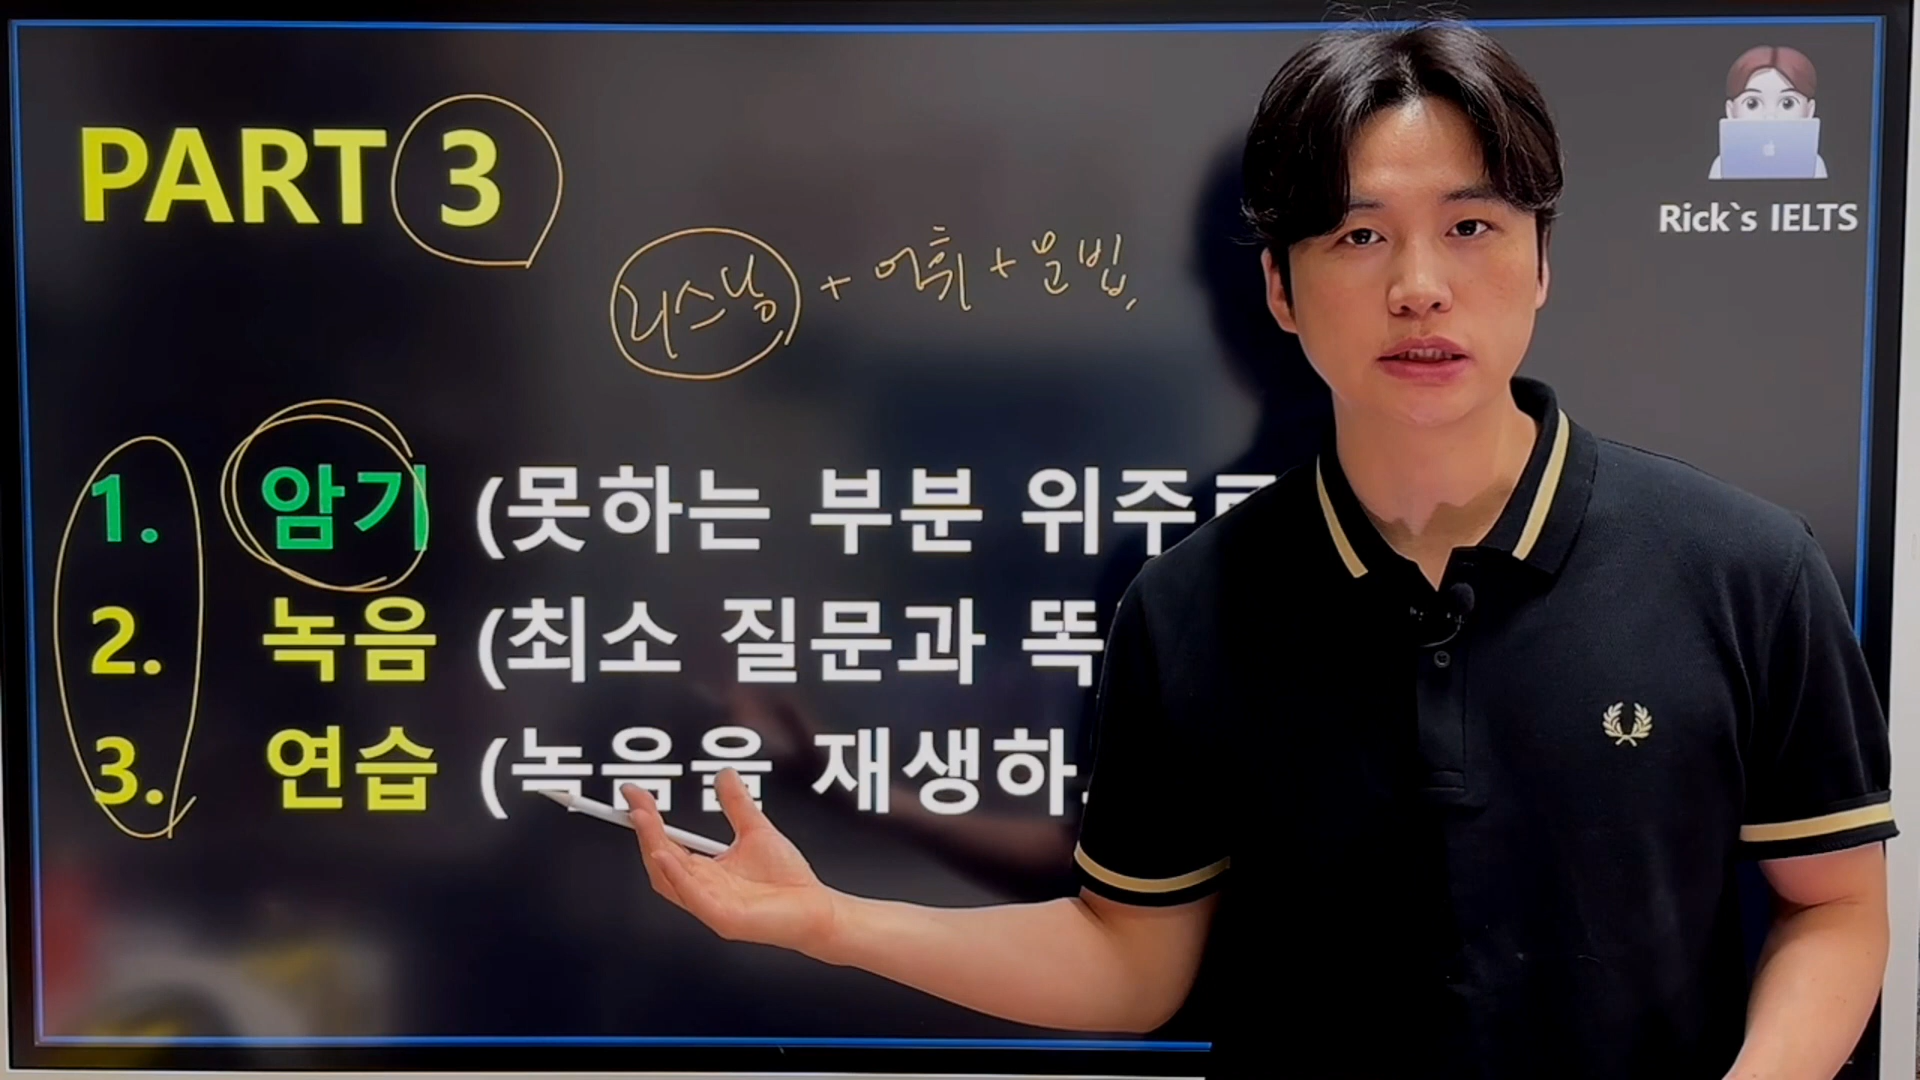 PART 3
Rick`s IELTS
리스닝 + 어휘 + 문법,
1. 암기 (못하는 부분 위주로
2. 녹음 (최소 질문과 똑
3. 연습 (녹음을 재생하